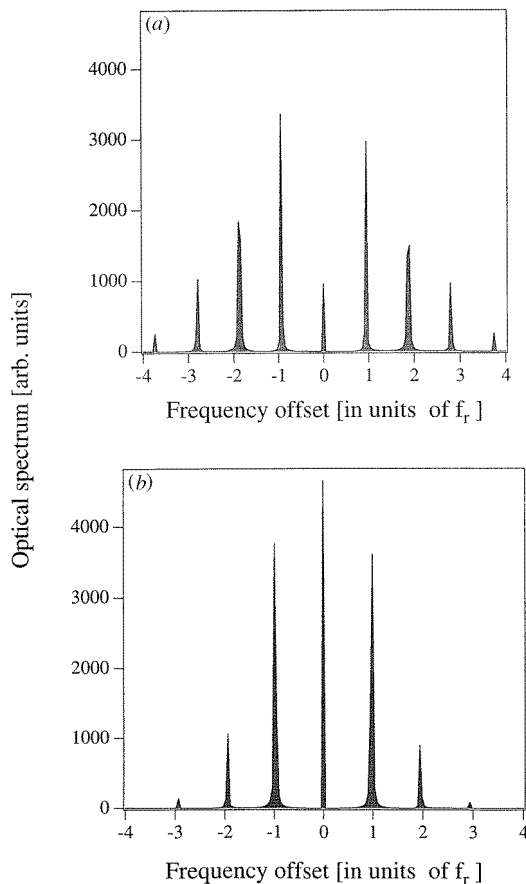 (a)
4000
3000
2000
1000
0
-4 -3 -2 -1 0 1 2 3 4
Frequency offset [in units of f_r ]
Optical spectrum [arb. units]
(b)
4000
3000
2000
1000
0
-4 -3 -2 -1 0 1 2 3 4
Frequency offset [in units of f_r ]